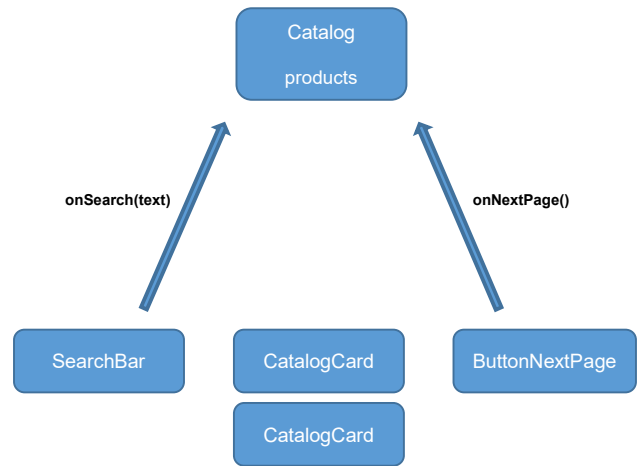 Catalog
products
onSearch(text)
onNextPage()
SearchBar
CatalogCard
ButtonNextPage
CatalogCard